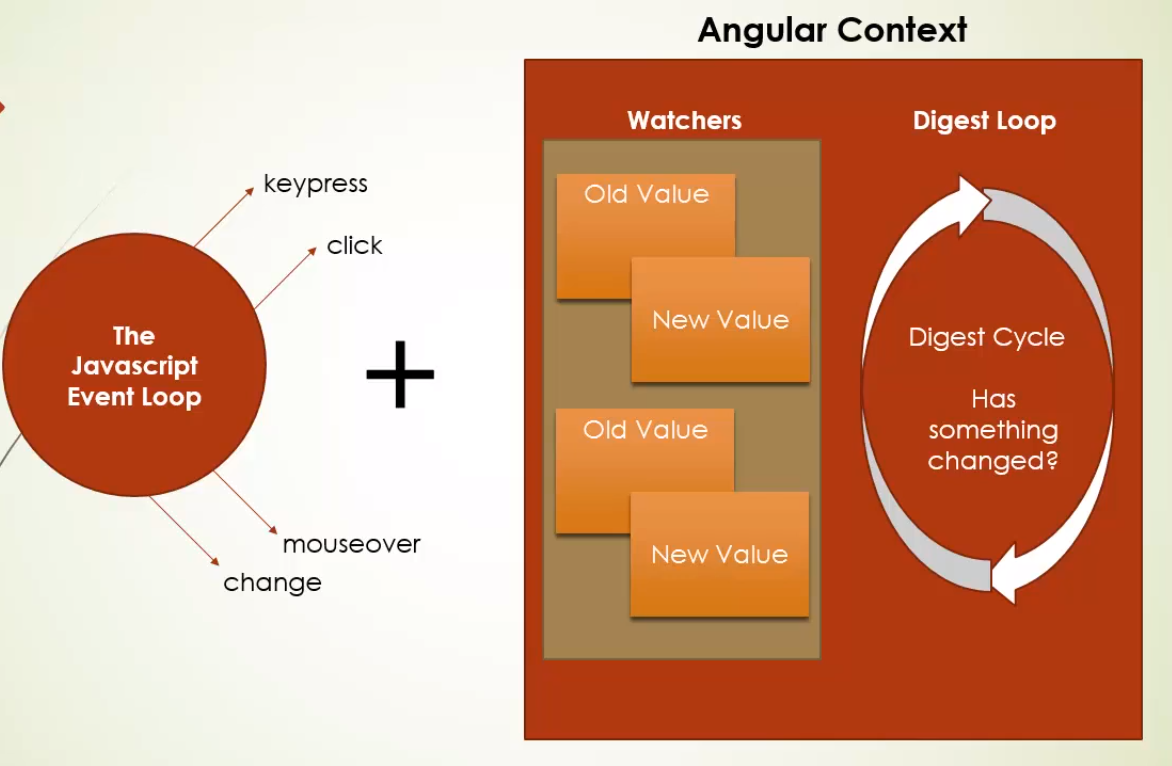 Angular Context
The
Javascript
Event Loop
keypress
click
mouseover
change
+
Watchers
Old Value
New Value
Old Value
New Value
Digest Loop
Digest Cycle
Has
something
changed?